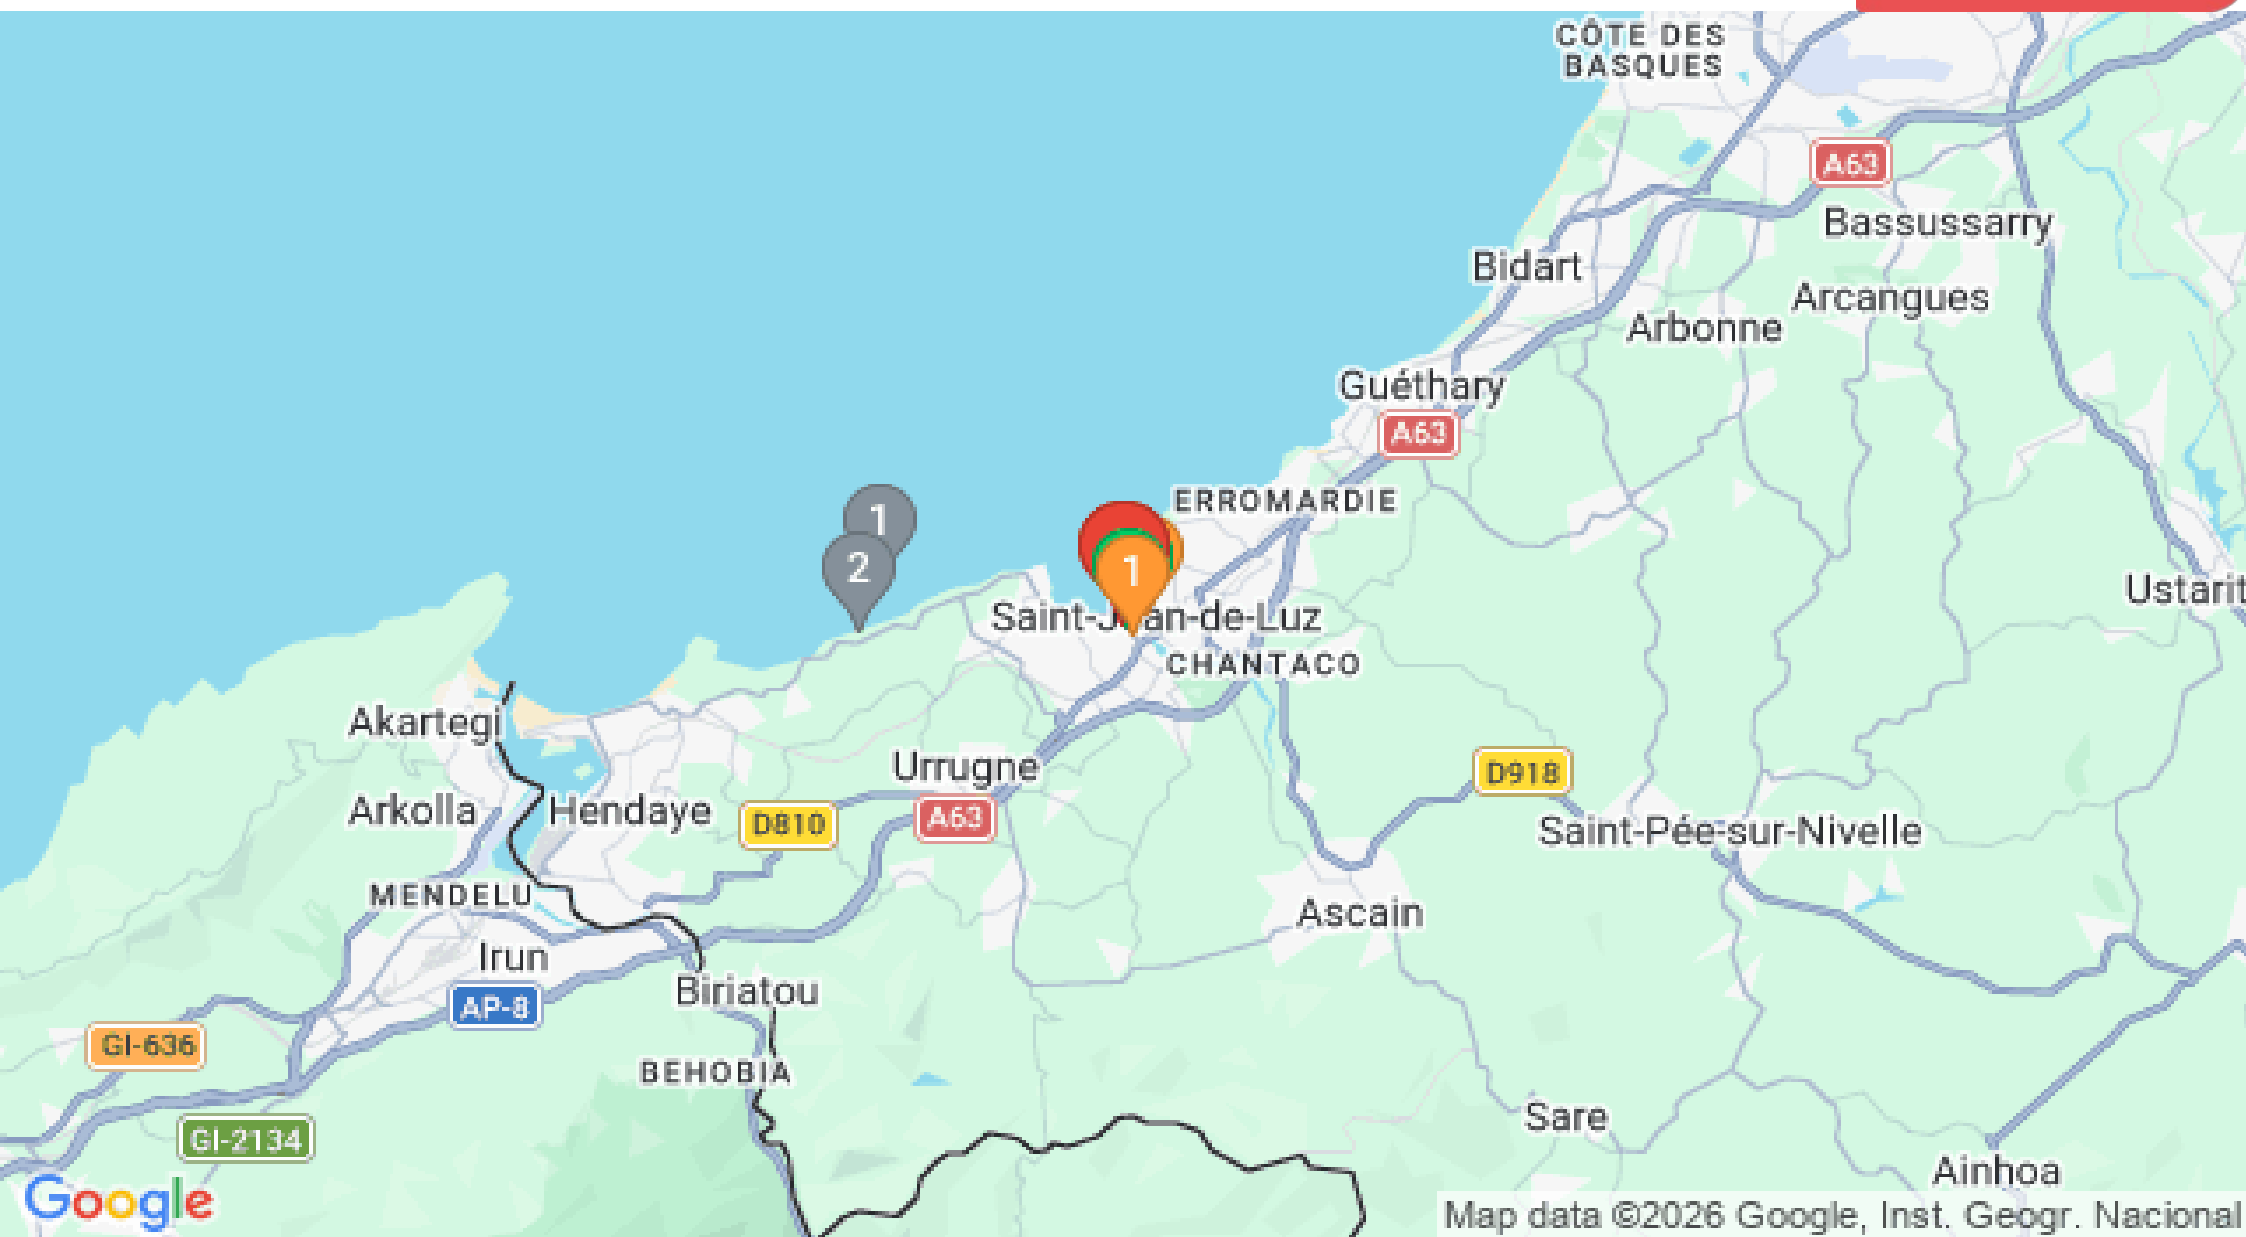 CÔTE DES
BASQUES
A63
Bassussarry
Bidart
Arcangues
Arbonne
Guéthary
A63
ERROMARDIE
1
2
1
Ustarit
Saint-J an-de-Luz
CHANTACO
Akartegi
Urrugne
D918
Arkolla
Hendaye
D810
A63
Saint-Pée-sur-Nivelle
MENDELU
Ascain
Irun
Biriatou
AP-8
GI-636
BEHOBIA
Sare
GI-2134
Ainhoa
Google
Map data ©2026 Google, Inst. Geogr. Nacional